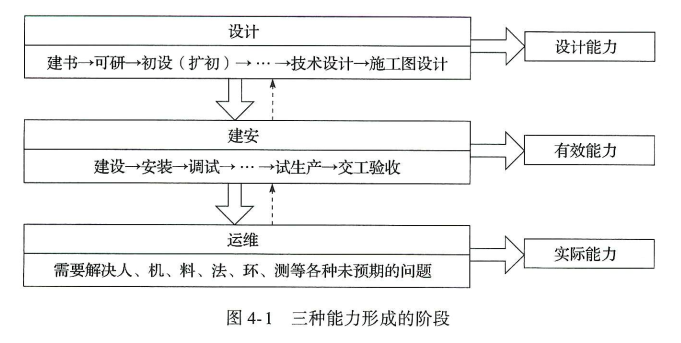 设计
建书→可研→初设（扩初）→…→技术设计→施工图设计
设计能力
建安
建设→安装→调试→…→试生产→交工验收
有效能力
运维
需要解决人、机、料、法、环、测等各种未预期的问题
实际能力
图 4-1 三种能力形成的阶段